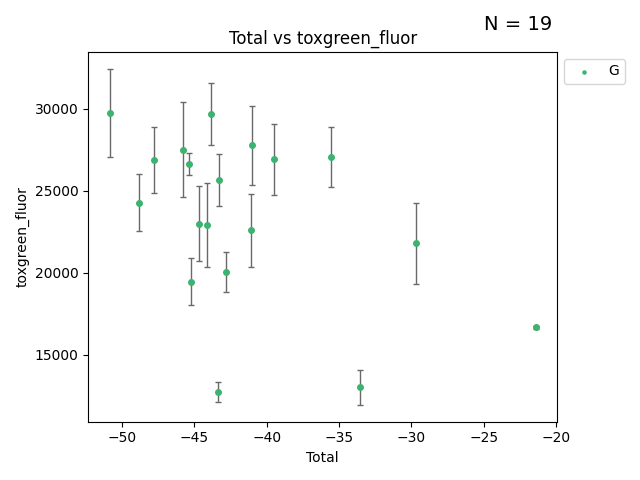 N = 19
Total vs toxgreen_fluor
G
30000
25000
20000
15000
toxgreen_fluor
−50 −45 −40 −35 −30 −25 −20
Total